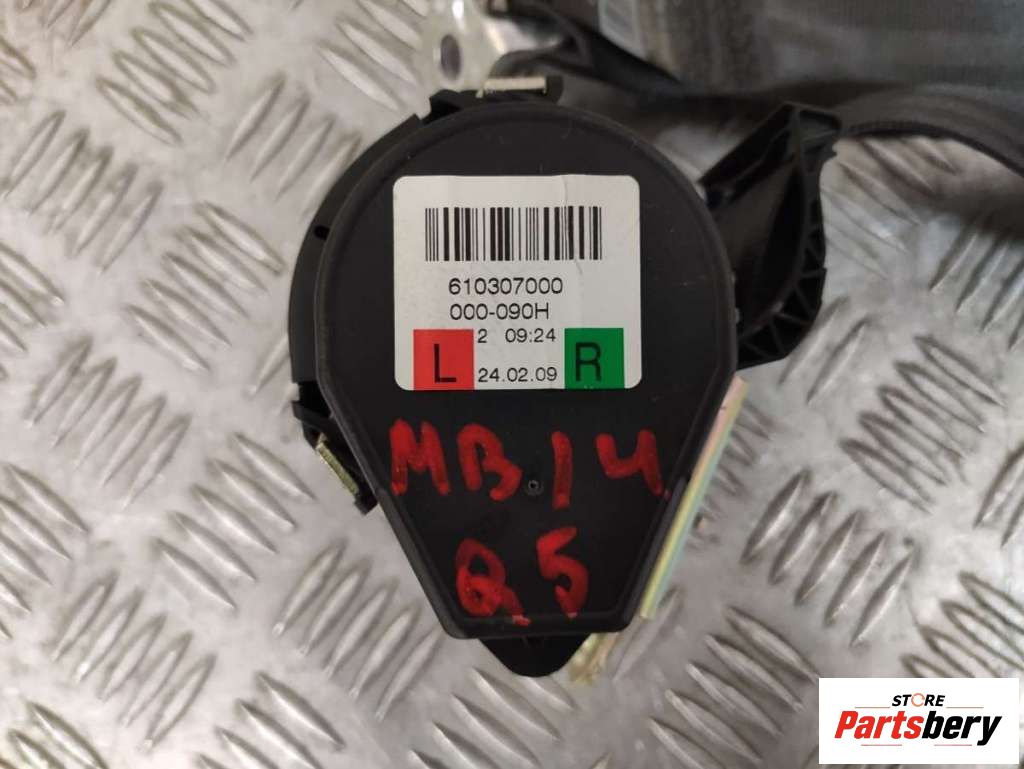 610307000
000-090H
2 09:24
L R
24.02.09
MB14
Q5
STORE
Partsbery